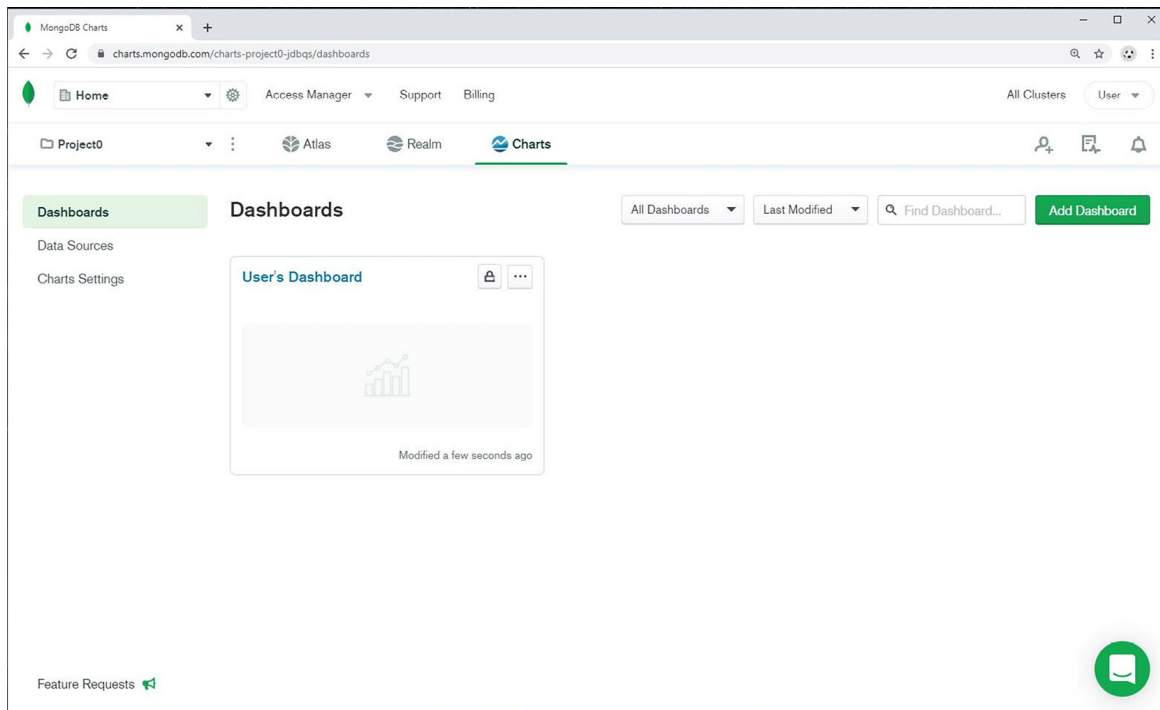 MongoDB Charts
charts.mongodb.com/charts-project0-jdbqs/dashboards
Home Access Manager Support Billing All Clusters User
Project0 Atlas Realm Charts
Dashboards
Data Sources
Charts Settings
Dashboards All Dashboards Last Modified Find Dashboard... Add Dashboard
User's Dashboard
Modified a few seconds ago
Feature Requests